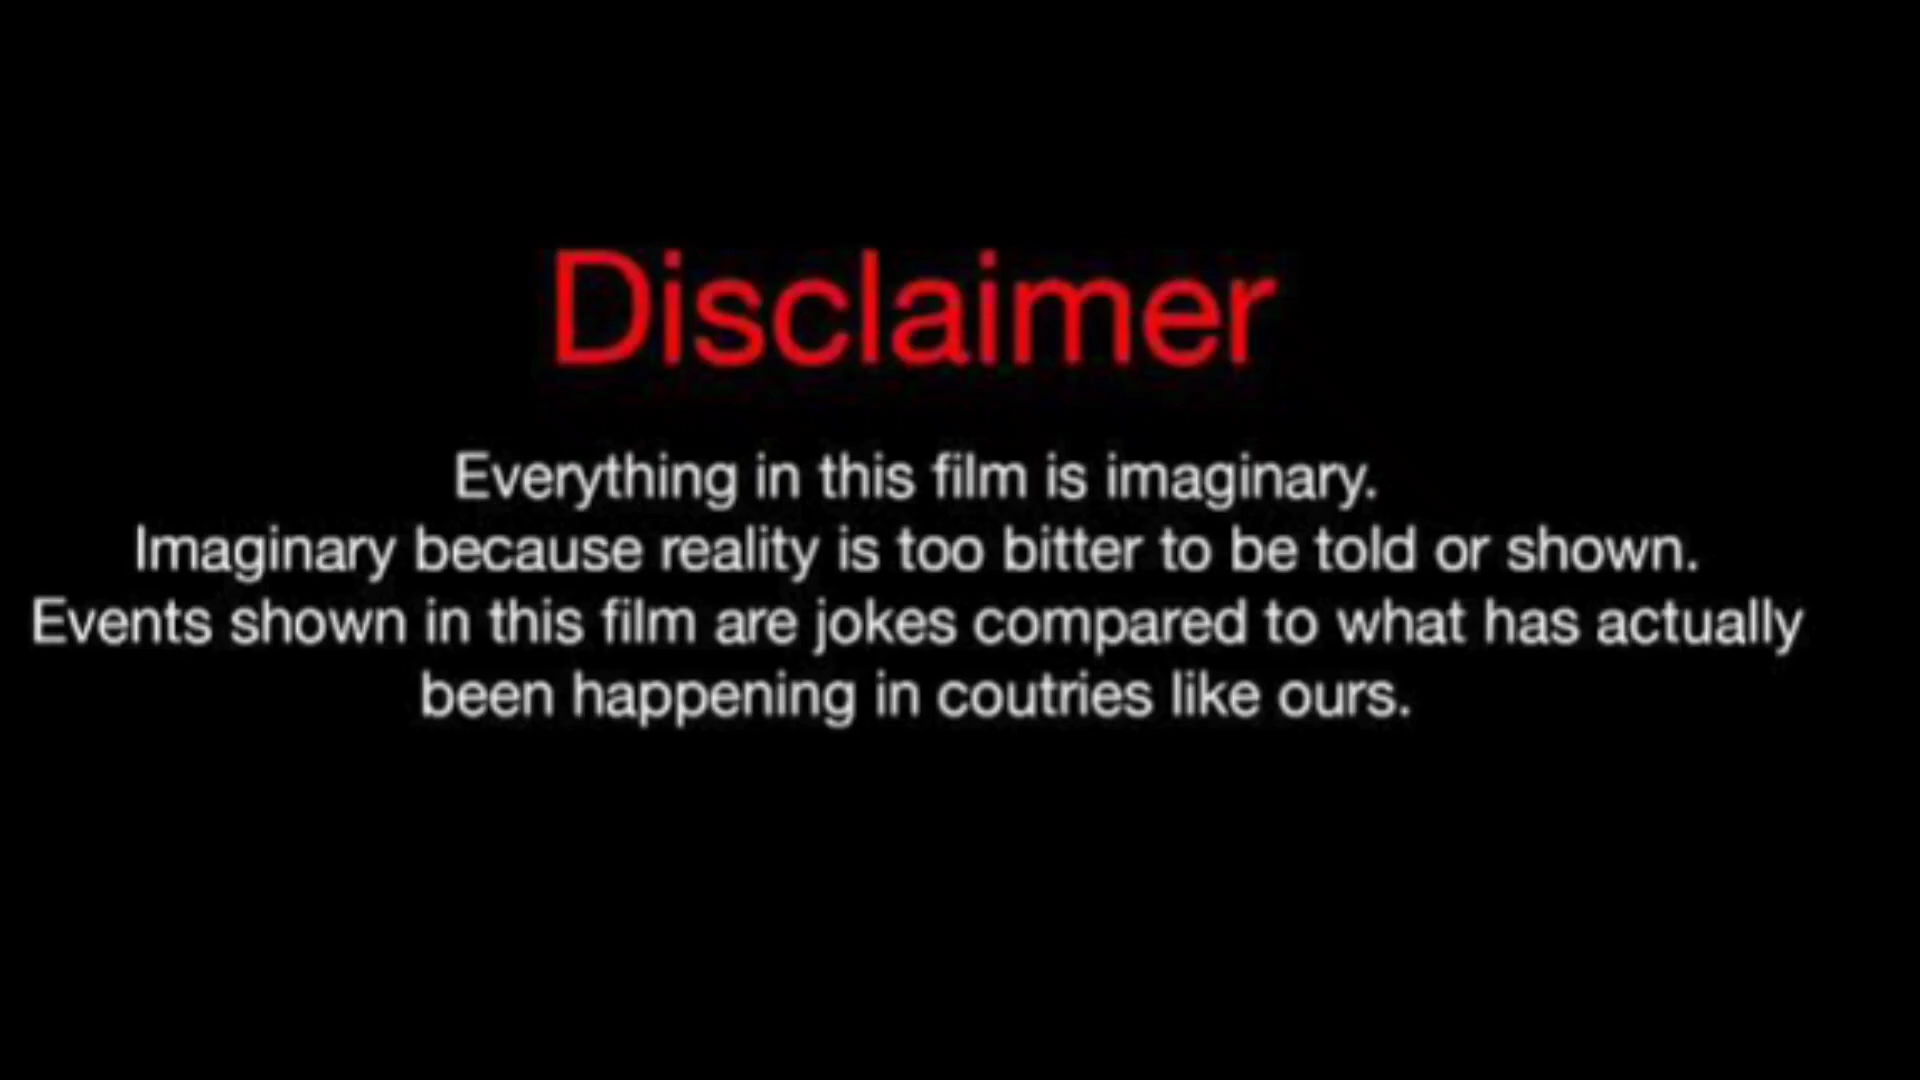 Disclaimer
Everything in this film is imaginary.
Imaginary because reality is too bitter to be told or shown.
Events shown in this film are jokes compared to what has actually
been happening in coutries like ours.